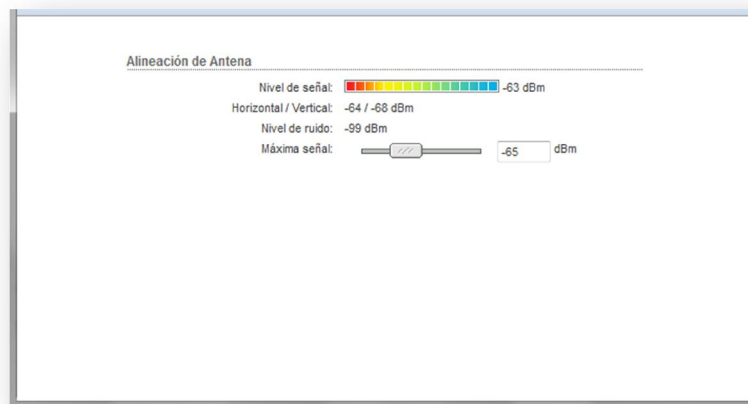 Alineación de Antena
Nivel de señal: -63 dBm
Horizontal / Vertical: -64 / -68 dBm
Nivel de ruido: -99 dBm
Máxima señal: -65 dBm